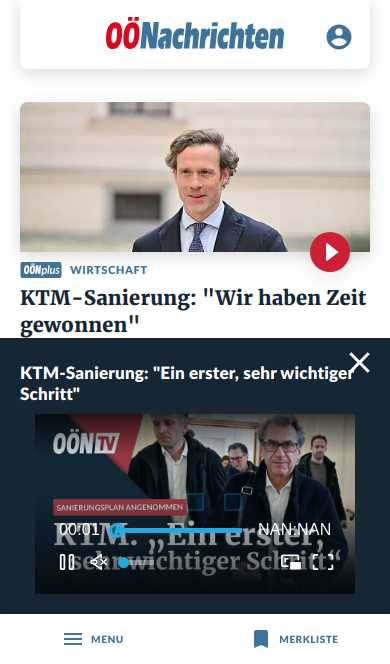 OÖNachrichten
OÖNplus WIRTSCHAFT
KTM-Sanierung: "Wir haben Zeit
gewonnen"
KTM-Sanierung: "Ein erster, sehr wichtiger
Schritt"
OÖN TV
SANIERUNGSPLAN ANGENOMMEN
KTM: „Ein erster,
sehr wichtiger Schritt“
00:01 NAN:NAN
MENU MERKLISTE